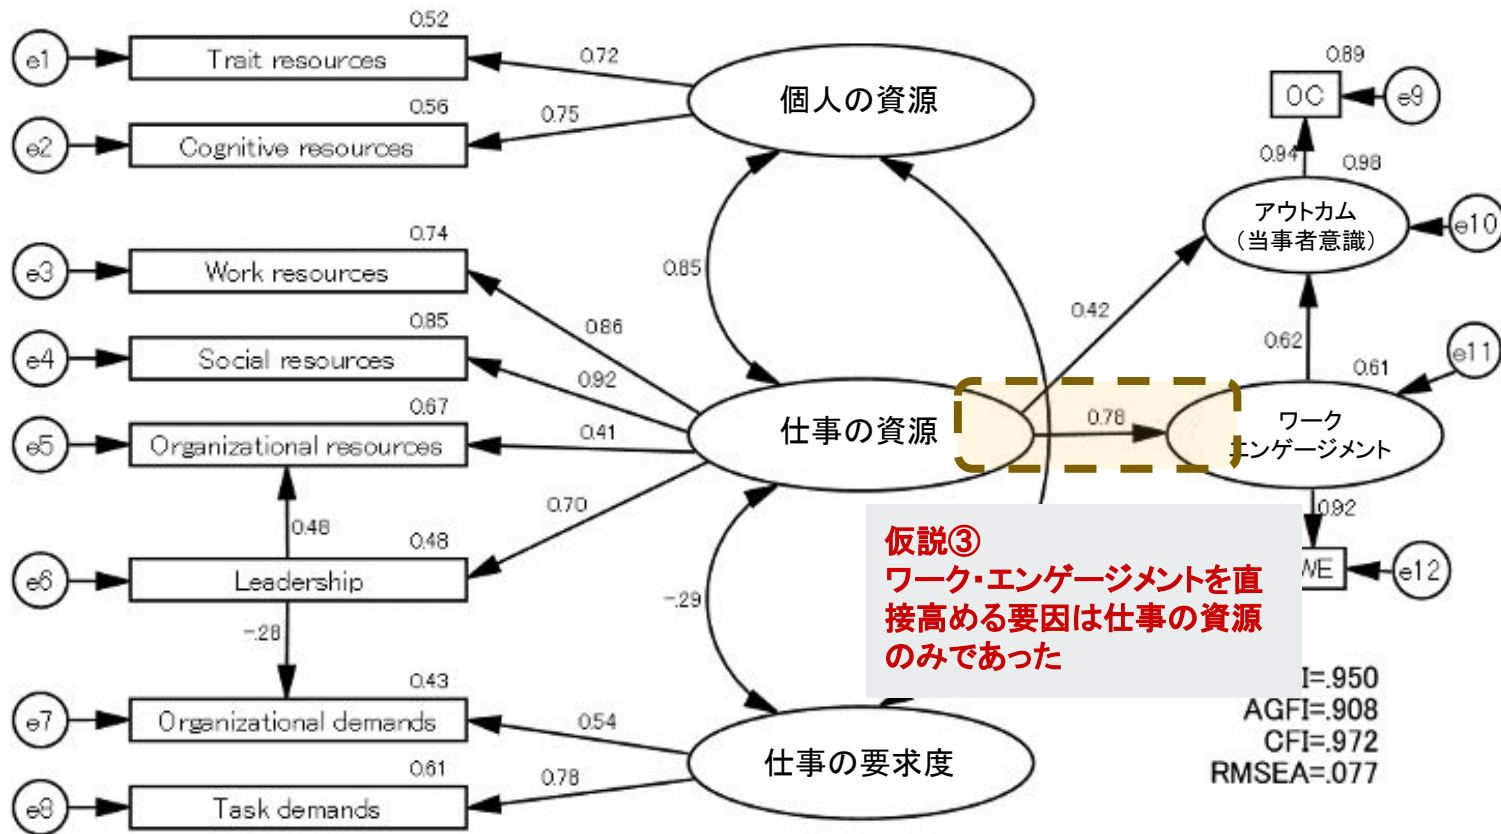 0.52
e1
Trait resources
0.72
個人の資源
0.56
e2
Cognitive resources
0.75
0.89
OC
e9
0.94
0.98
アウトカム
（当事者意識）
e10
0.74
e3
Work resources
0.85
0.86
0.42
0.85
e4
Social resources
0.92
0.62
0.61
e11
0.67
e5
Organizational resources
0.41
仕事の資源
0.78
ワーク
エンゲージメント
0.48
0.70
0.48
e6
Leadership
-.29
0.92
WE
e12
仮説③
ワーク・エンゲージメントを直
接高める要因は仕事の資源
のみであった
-.28
0.43
e7
Organizational demands
0.54
仕事の要求度
0.61
e8
Task demands
0.78
I=.950
AGFI=.908
CFI=.972
RMSEA=.077